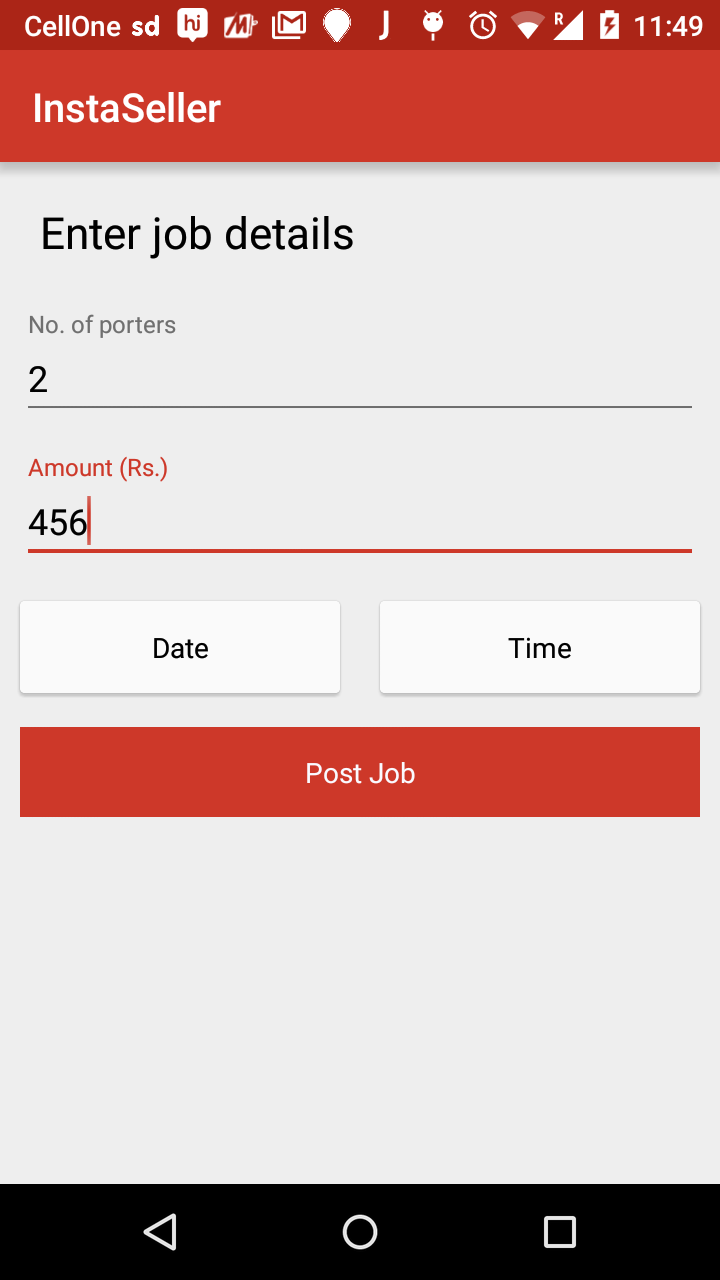 CellOne sd hj M J R 11:49
InstaSeller
Enter job details
No. of porters
2
Amount (Rs.)
456
Date Time
Post Job